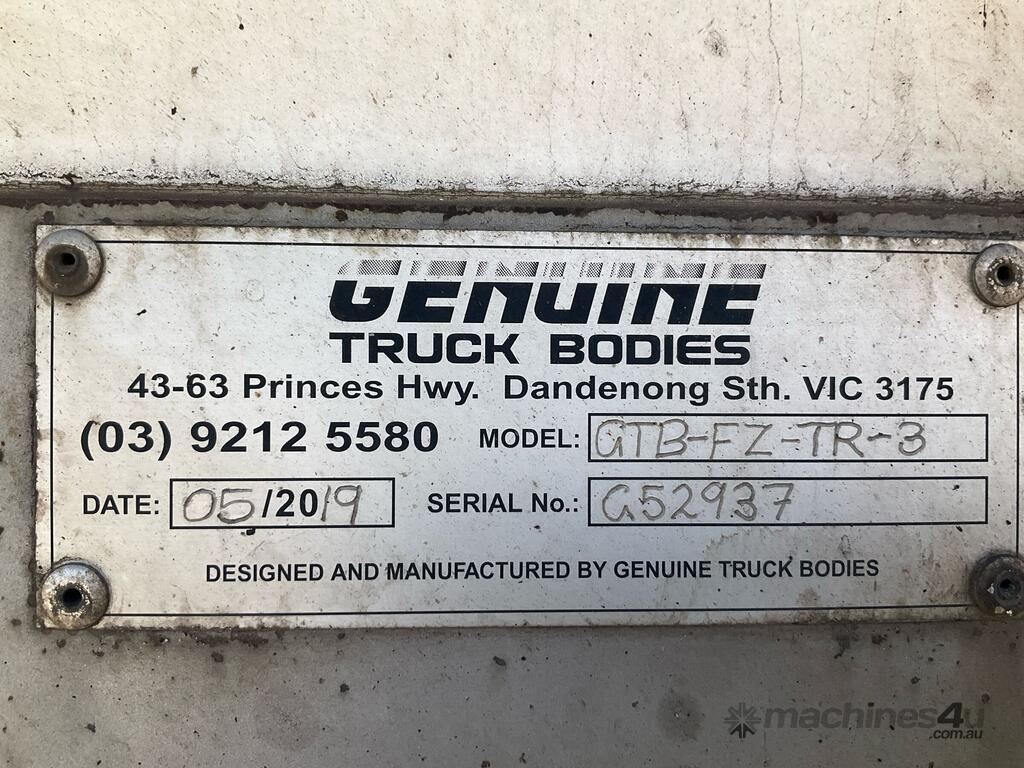 GENUINE
TRUCK BODIES
43-63 Princes Hwy. Dandenong Sth. VIC 3175
(03) 9212 5580 MODEL: GTB-FZ-TR-3
DATE: 05/2019 SERIAL No.: G52937
DESIGNED AND MANUFACTURED BY GENUINE TRUCK BODIES
machines4u
.com.au